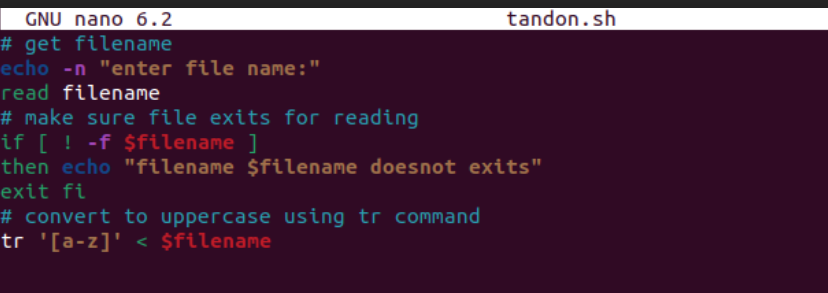 GNU nano 6.2 tandon.sh
# get filename
echo -n "enter file name:"
read filename
# make sure file exits for reading
if [ ! -f $filename ]
then echo "filename $filename doesnot exits"
exit fi
# convert to uppercase using tr command
tr '[a-z]' < $filename